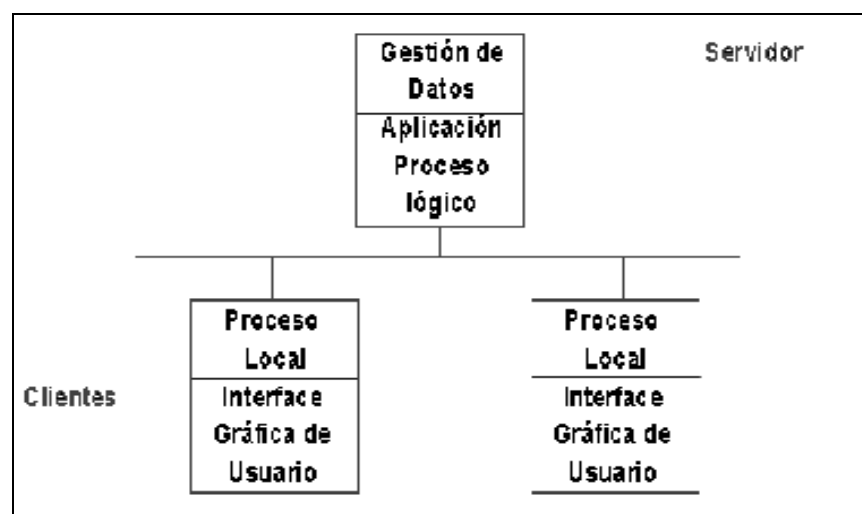 Gestión de
Datos
Servidor
Aplicación
Proceso
lógico
Proceso
Local
Proceso
Local
Clientes
Interface
Gráfica de
Usuario
Interface
Gráfica de
Usuario